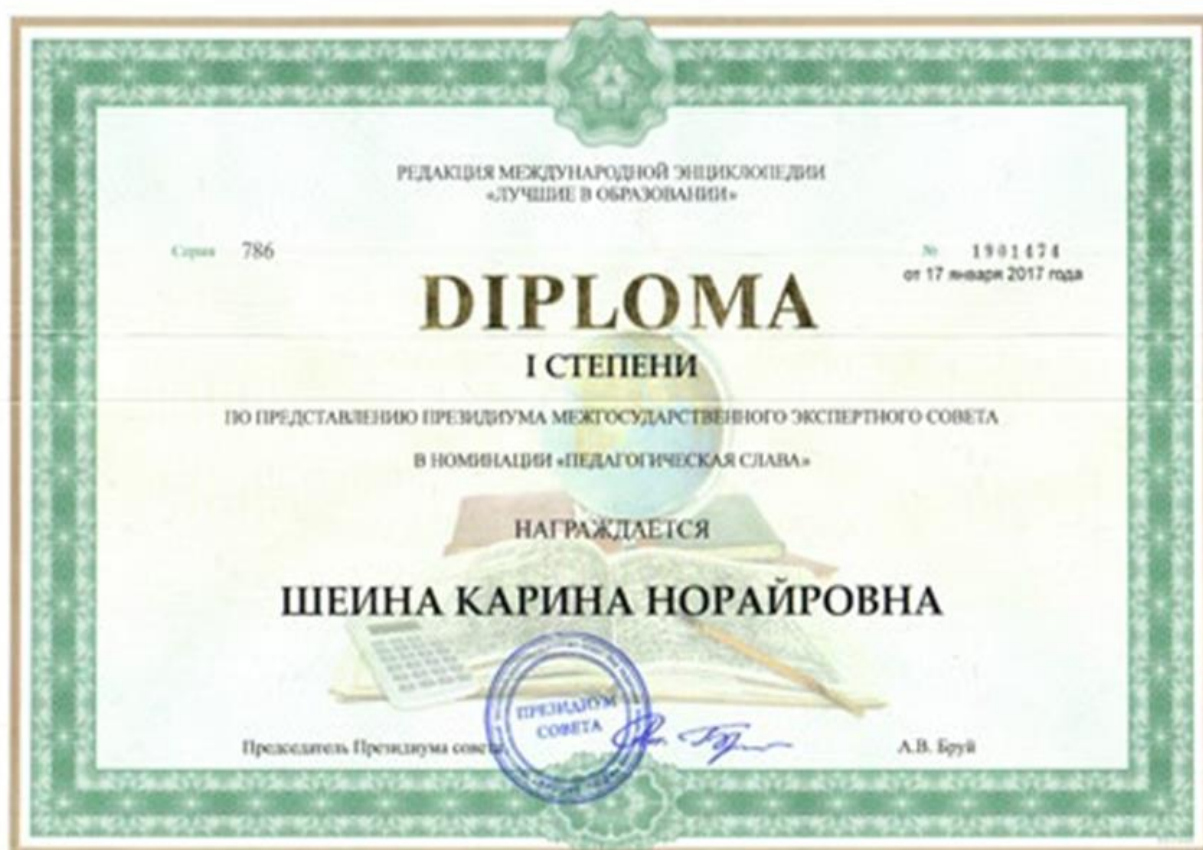 РЕДАКЦИЯ МЕЖДУНАРОДНОЙ ЭНЦИКЛОПЕДИИ
«ЛУЧШИЕ В ОБРАЗОВАНИИ»
Серия 786
№ 1901474
от 17 января 2017 года
DIPLOMA
I СТЕПЕНИ
ПО ПРЕДСТАВЛЕНИЮ ПРЕЗИДИУМА МЕЖГОСУДАРСТВЕННОГО ЭКСПЕРТНОГО СОВЕТА
В НОМИНАЦИИ «ПЕДАГОГИЧЕСКАЯ СЛАВА»
НАГРАЖДАЕТСЯ
ШЕИНА КАРИНА НОРАЙРОВНА
ПРЕЗИДИУМ
СОВЕТА
Председатель Президиума совета
А.В. Бруй